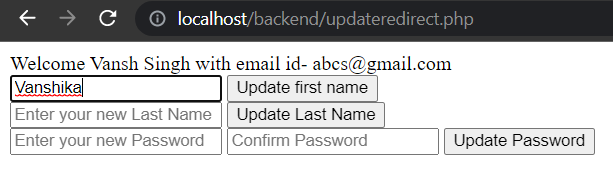 localhost/backend/updateredirect.php
Welcome Vansh Singh with email id- abcs@gmail.com
Vanshika Update first name
Enter your new Last Name Update Last Name
Enter your new Password Confirm Password Update Password